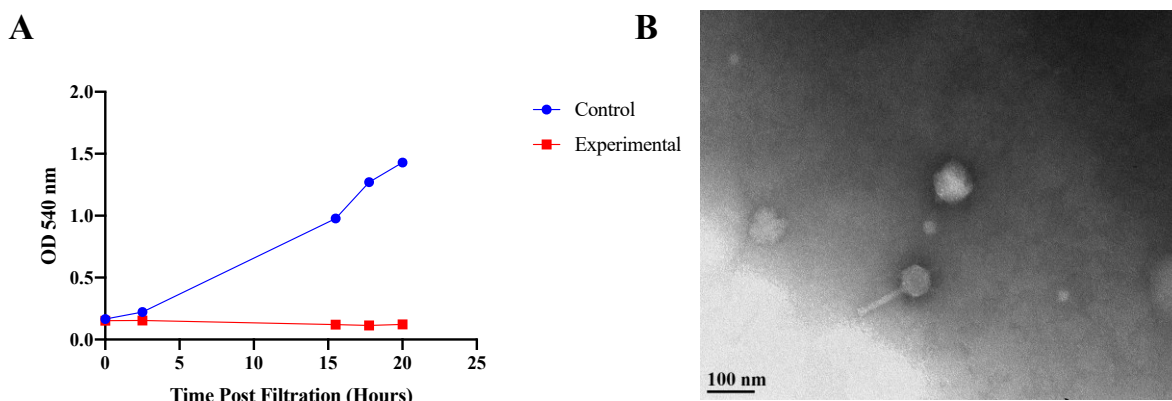 A
B
2.0
1.5
1.0
0.5
0.0
OD 540 nm
0 5 10 15 20 25
Time Post Filtration (Hours)
Control
Experimental
100 nm